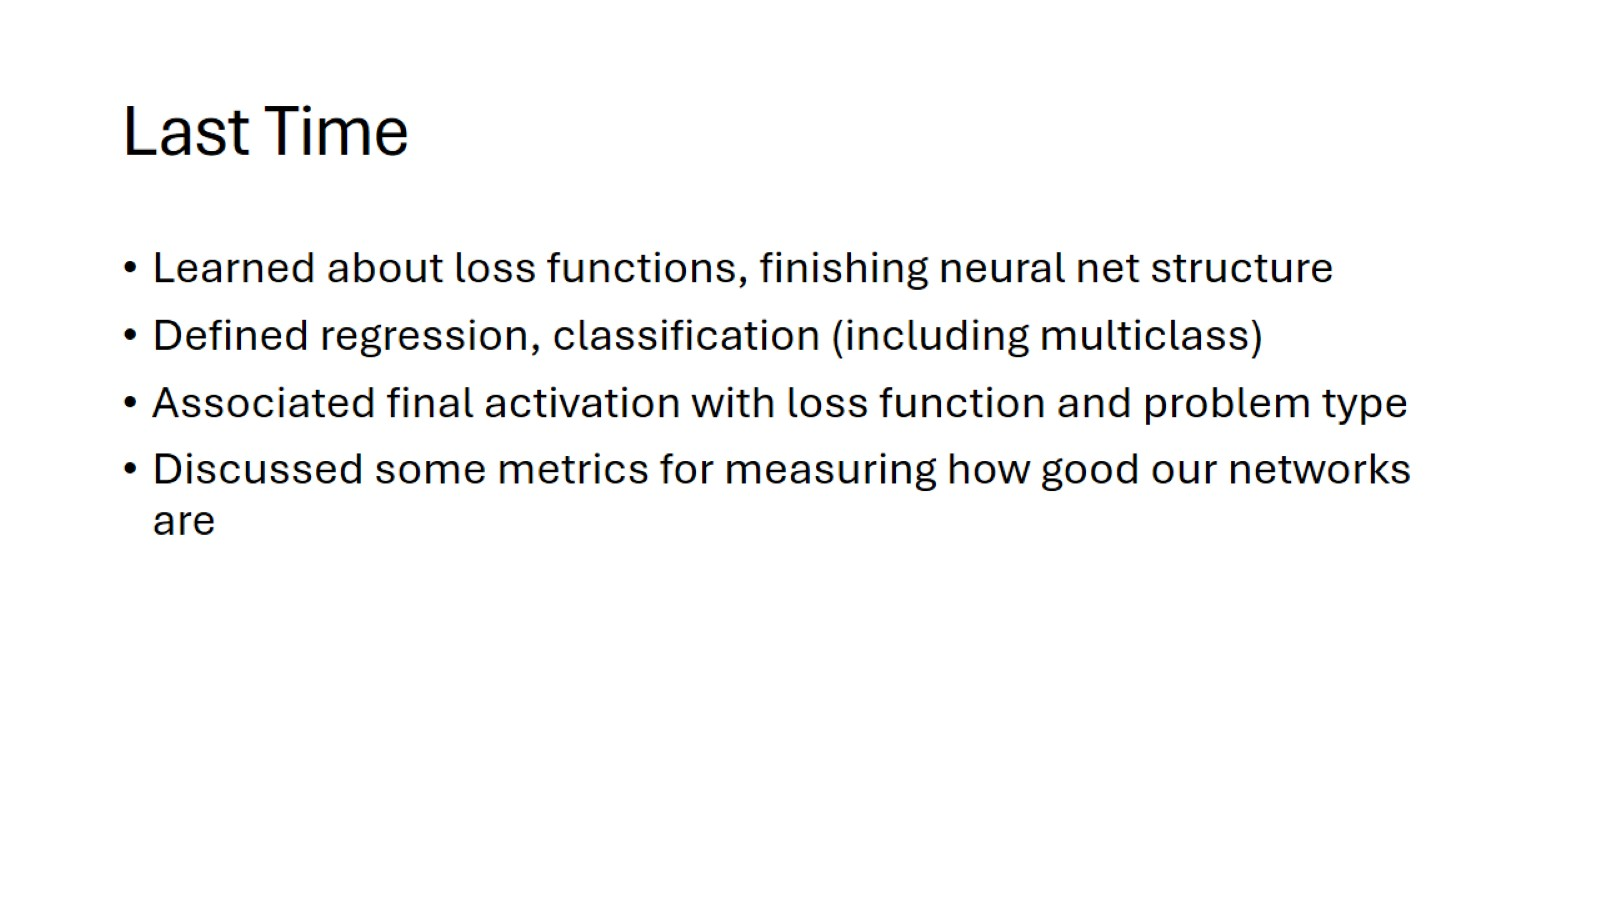 Last Time
• Learned about loss functions, finishing neural net structure
• Defined regression, classification (including multiclass)
• Associated final activation with loss function and problem type
• Discussed some metrics for measuring how good our networks
are